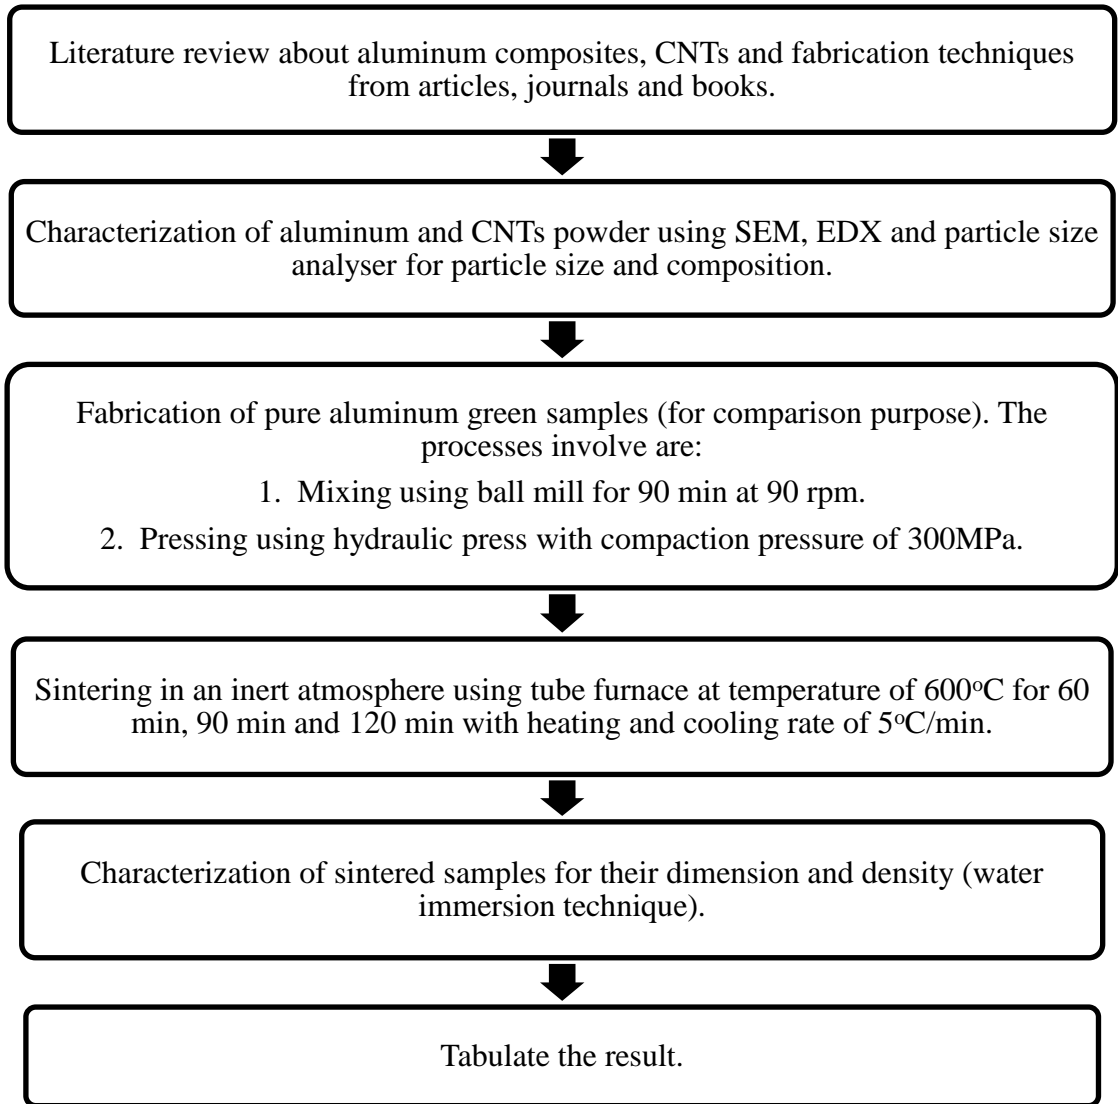 Literature review about aluminum composites, CNTs and fabrication techniques
from articles, journals and books.
Characterization of aluminum and CNTs powder using SEM, EDX and particle size
analyser for particle size and composition.
Fabrication of pure aluminum green samples (for comparison purpose). The
processes involve are:
1. Mixing using ball mill for 90 min at 90 rpm.
2. Pressing using hydraulic press with compaction pressure of 300MPa.
Sintering in an inert atmosphere using tube furnace at temperature of 600°C for 60
min, 90 min and 120 min with heating and cooling rate of 5°C/min.
Characterization of sintered samples for their dimension and density (water
immersion technique).
Tabulate the result.